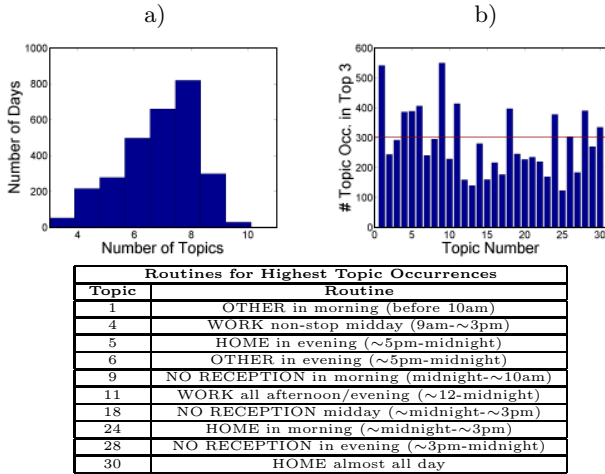 a) b)
1000
800
600
400
200
0
4 6 8 10
Number of Days
Number of Topics
600
500
400
300
200
100
0
0 5 10 15 20 25 30
# Topic Occ. in Top 3
Topic Number
Routines for Highest Topic Occurrences
Topic Routine
1 OTHER in morning (before 10am)
4 WORK non-stop midday (9am-∼3pm)
5 HOME in evening (∼5pm-midnight)
6 OTHER in evening (∼5pm-midnight)
9 NO RECEPTION in morning (midnight-∼10am)
11 WORK all afternoon/evening (∼12-midnight)
18 NO RECEPTION midday (∼midnight-∼3pm)
24 HOME in morning (∼midnight-∼3pm)
28 NO RECEPTION in evening (∼3pm-midnight)
30 HOME almost all day